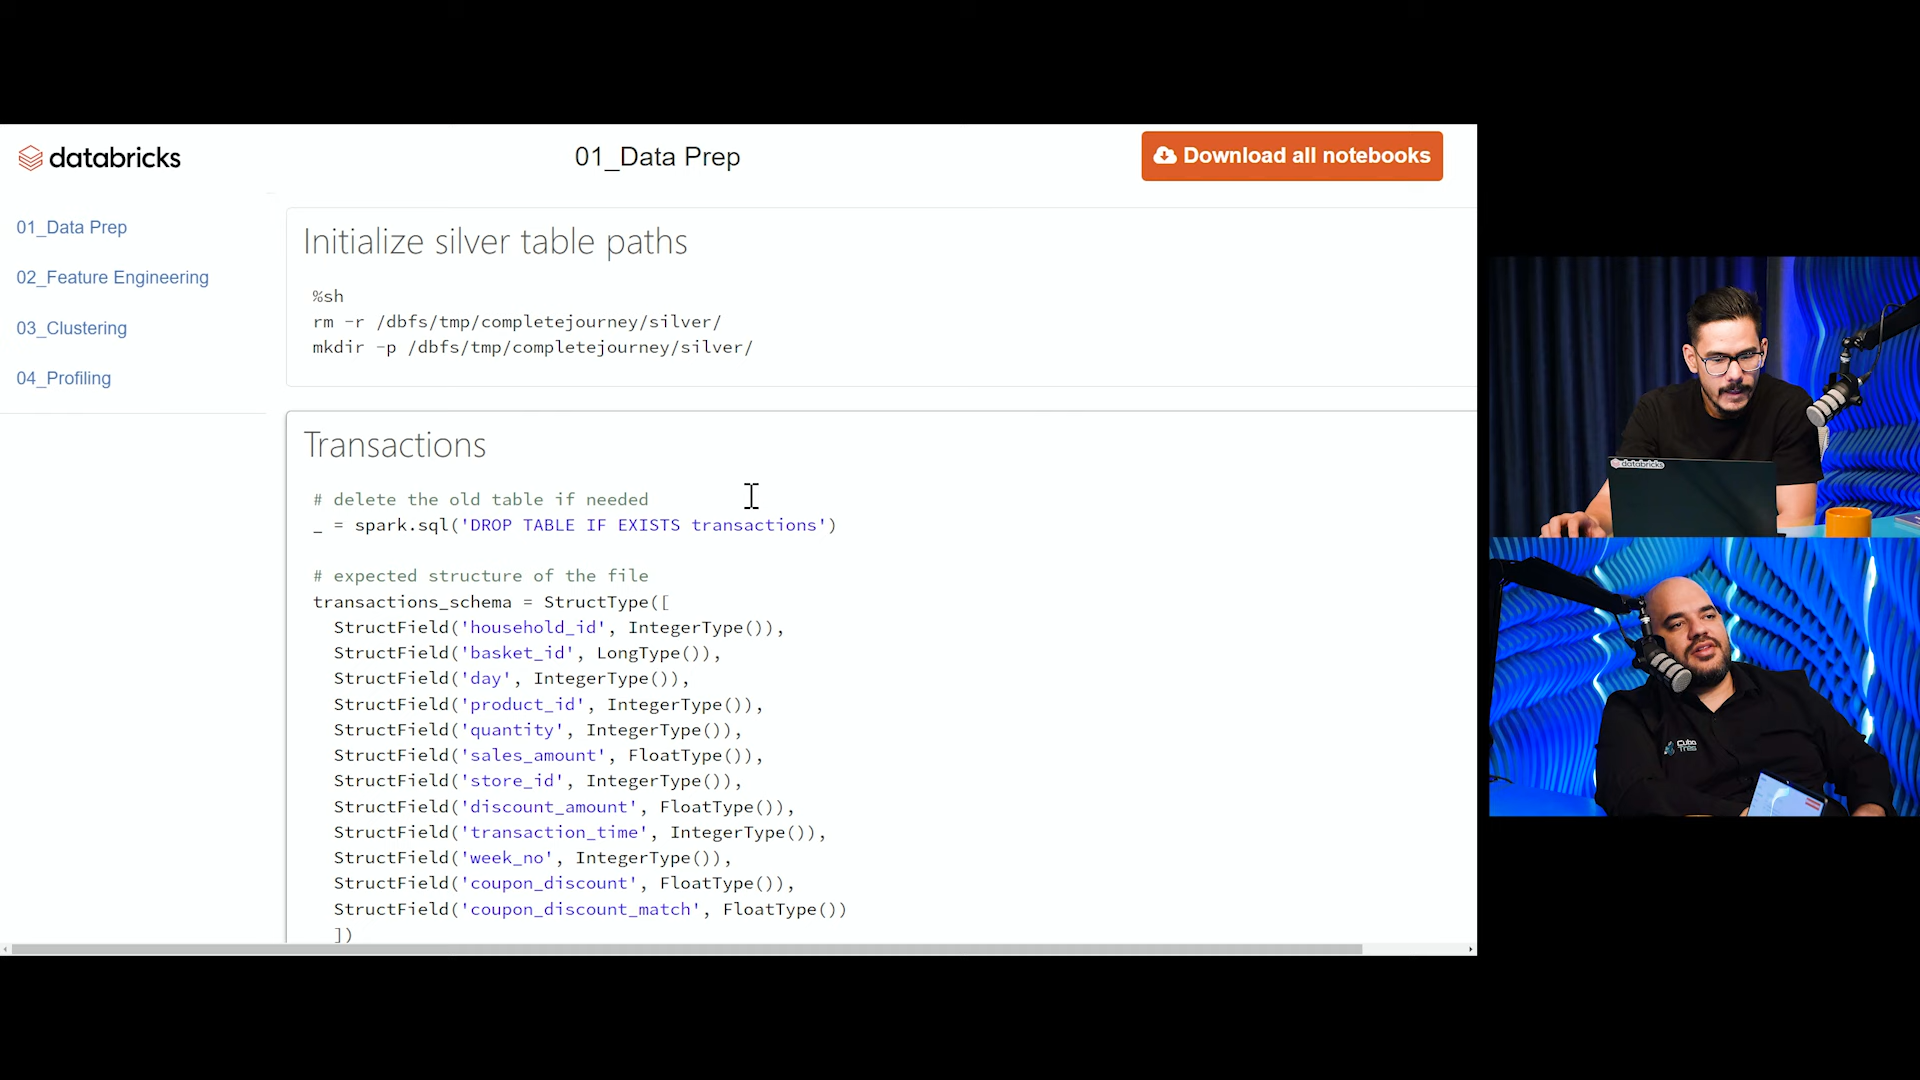 databricks
01_Data Prep
Download all notebooks
01_Data Prep
02_Feature Engineering
03_Clustering
04_Profiling
Initialize silver table paths
%sh
rm -r /dbfs/tmp/completejourney/silver/
mkdir -p /dbfs/tmp/completejourney/silver/
Transactions
# delete the old table if needed
_ = spark.sql('DROP TABLE IF EXISTS transactions')
# expected structure of the file
transactions_schema = StructType([
StructField('household_id', IntegerType()),
StructField('basket_id', LongType()),
StructField('day', IntegerType()),
StructField('product_id', IntegerType()),
StructField('quantity', IntegerType()),
StructField('sales_amount', FloatType()),
StructField('store_id', IntegerType()),
StructField('discount_amount', FloatType()),
StructField('transaction_time', IntegerType()),
StructField('week_no', IntegerType()),
StructField('coupon_discount', FloatType()),
StructField('coupon_discount_match', FloatType())
])
databricks
Cubo
Três